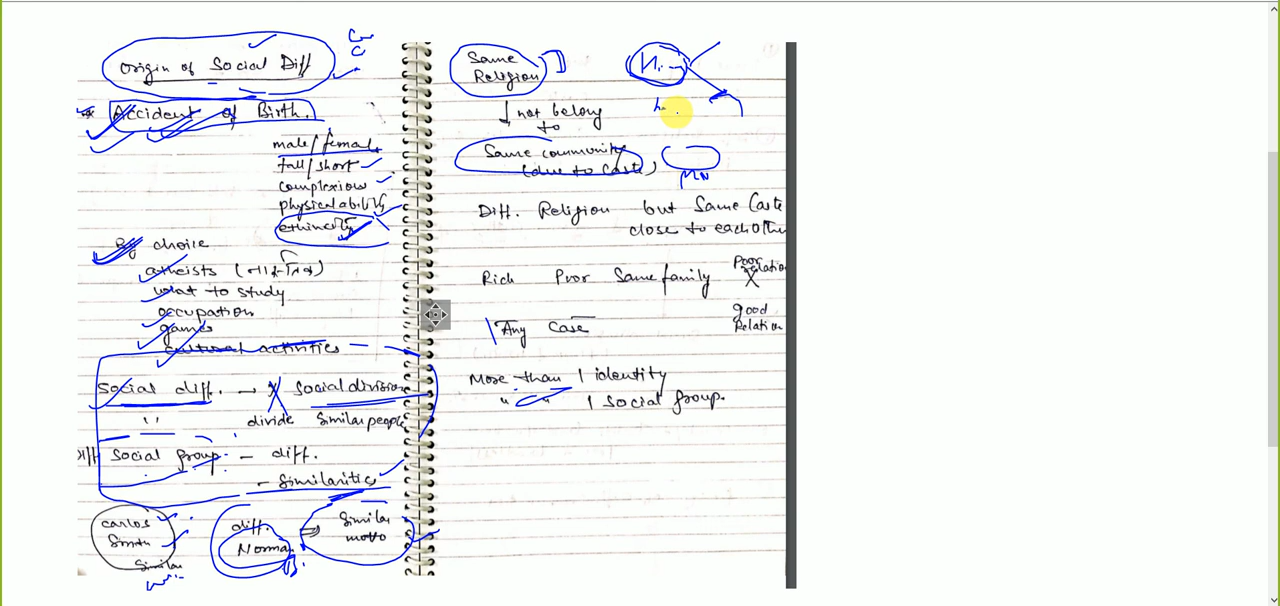 Origin of Social Diff
* Accident of Birth.
male/female
tall/short
complexion
physical ability
ethincity
By choice
atheists (नास्तिक)
what to study
occupation
games
cultural activities
Social diff. → X Social division
" divide Similar people
Diff Social group - diff.
- Similarities
Carlos
Smith
Similar
diff.
Norman
⇒ Similar
motto
Same
Religion
↓ not belong
to
Same community
(due to caste)
Diff. Religion but Same Caste
close to each other
Rich Poor Same family
Poor relation
X
good
Relation
Any Case
More than 1 identity
" " 1 Social group.